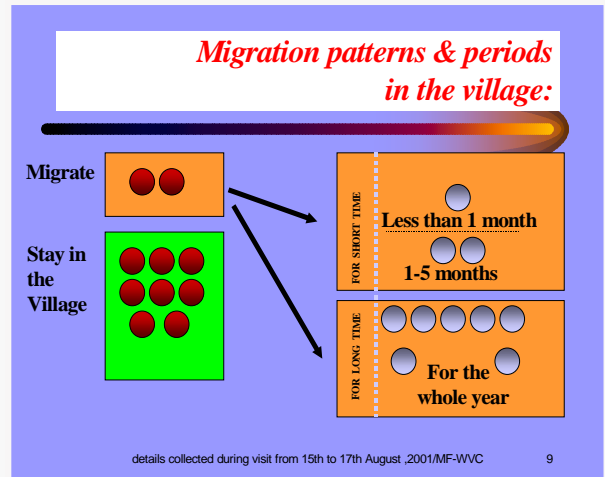 Migration patterns & periods
in the village:
Migrate
Stay in
the
Village
FOR SHORT TIME
Less than 1 month
1-5 months
FOR LONG TIME
For the
whole year
details collected during visit from 15th to 17th August ,2001/MF-WVC
9